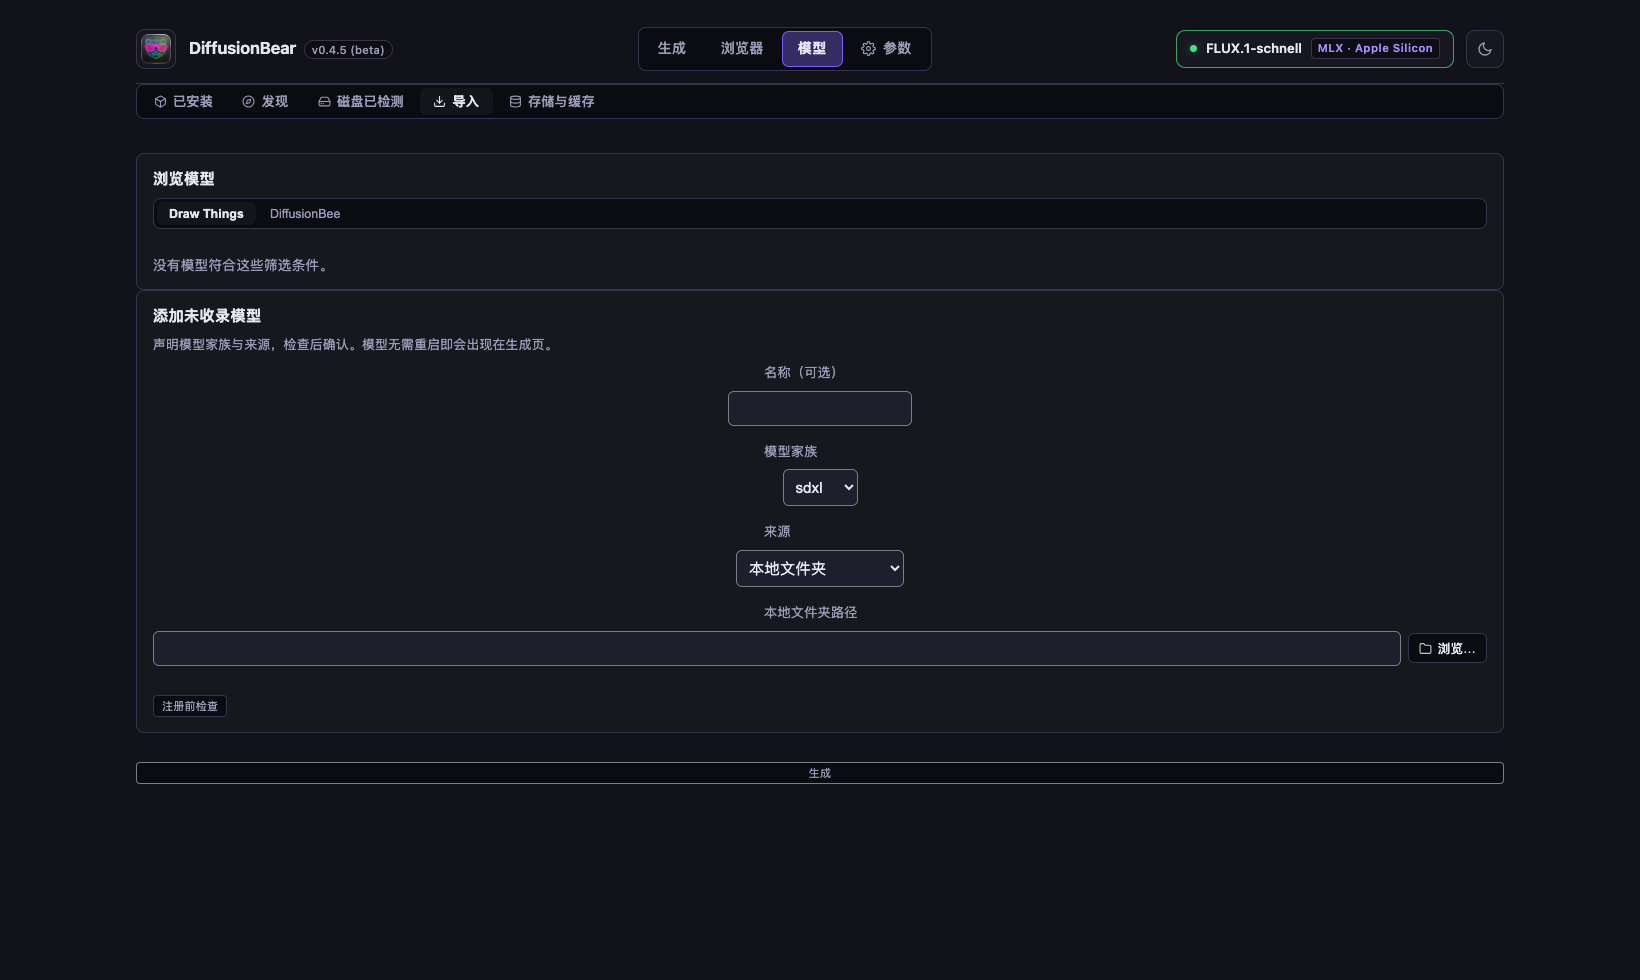 DiffusionBear v0.4.5 (beta)
生成 浏览器 模型 参数
FLUX.1-schnell MLX · Apple Silicon
已安装 发现 磁盘已检测 导入 存储与缓存
浏览模型
Draw Things DiffusionBee
没有模型符合这些筛选条件。
添加未收录模型
声明模型家族与来源，检查后确认。模型无需重启即会出现在生成页。
名称（可选）
模型家族
sdxl
来源
本地文件夹
本地文件夹路径
浏览…
注册前检查
生成